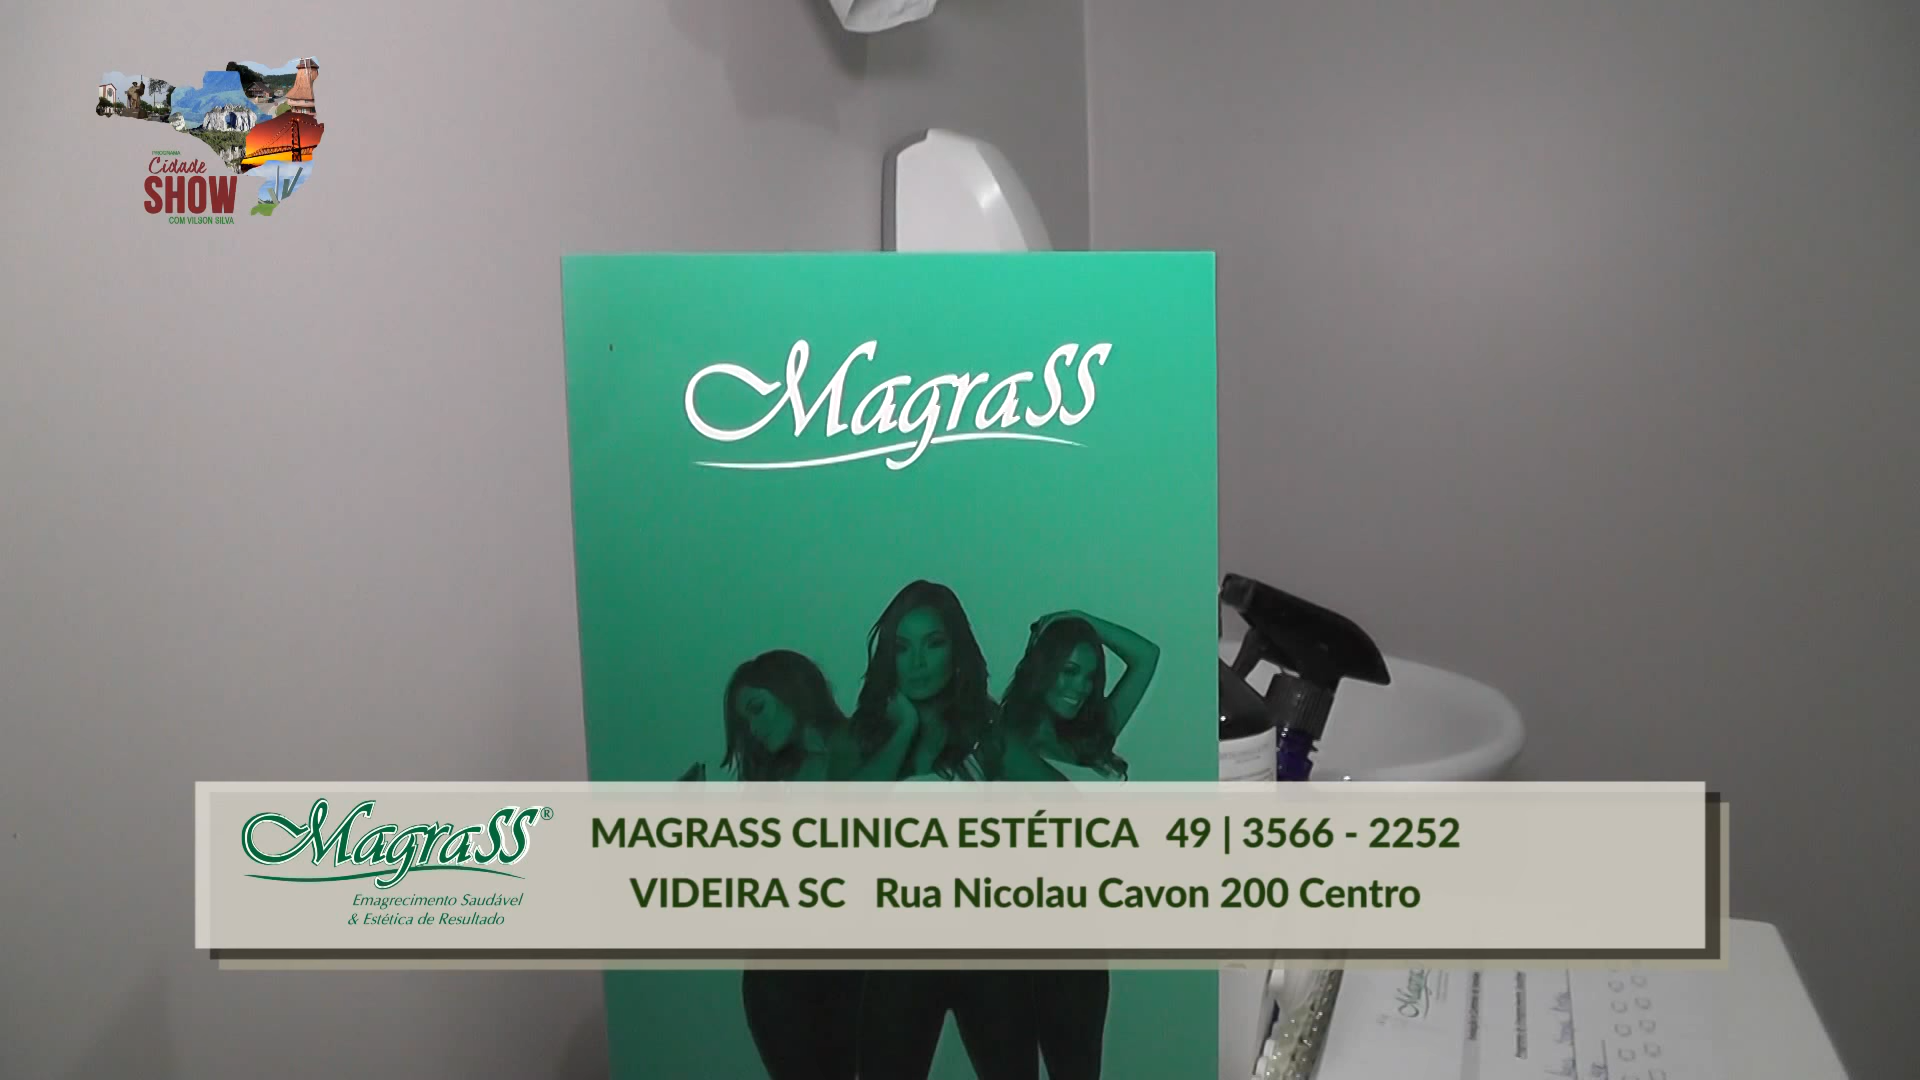 PROGRAMA
Cidade
SHOW
COM VILSON SILVA
MagraSS
MagraSS®
Emagrecimento Saudável
& Estética de Resultado
MAGRASS CLINICA ESTÉTICA 49 | 3566 - 2252
VIDEIRA SC Rua Nicolau Cavon 200 Centro
MagraSS